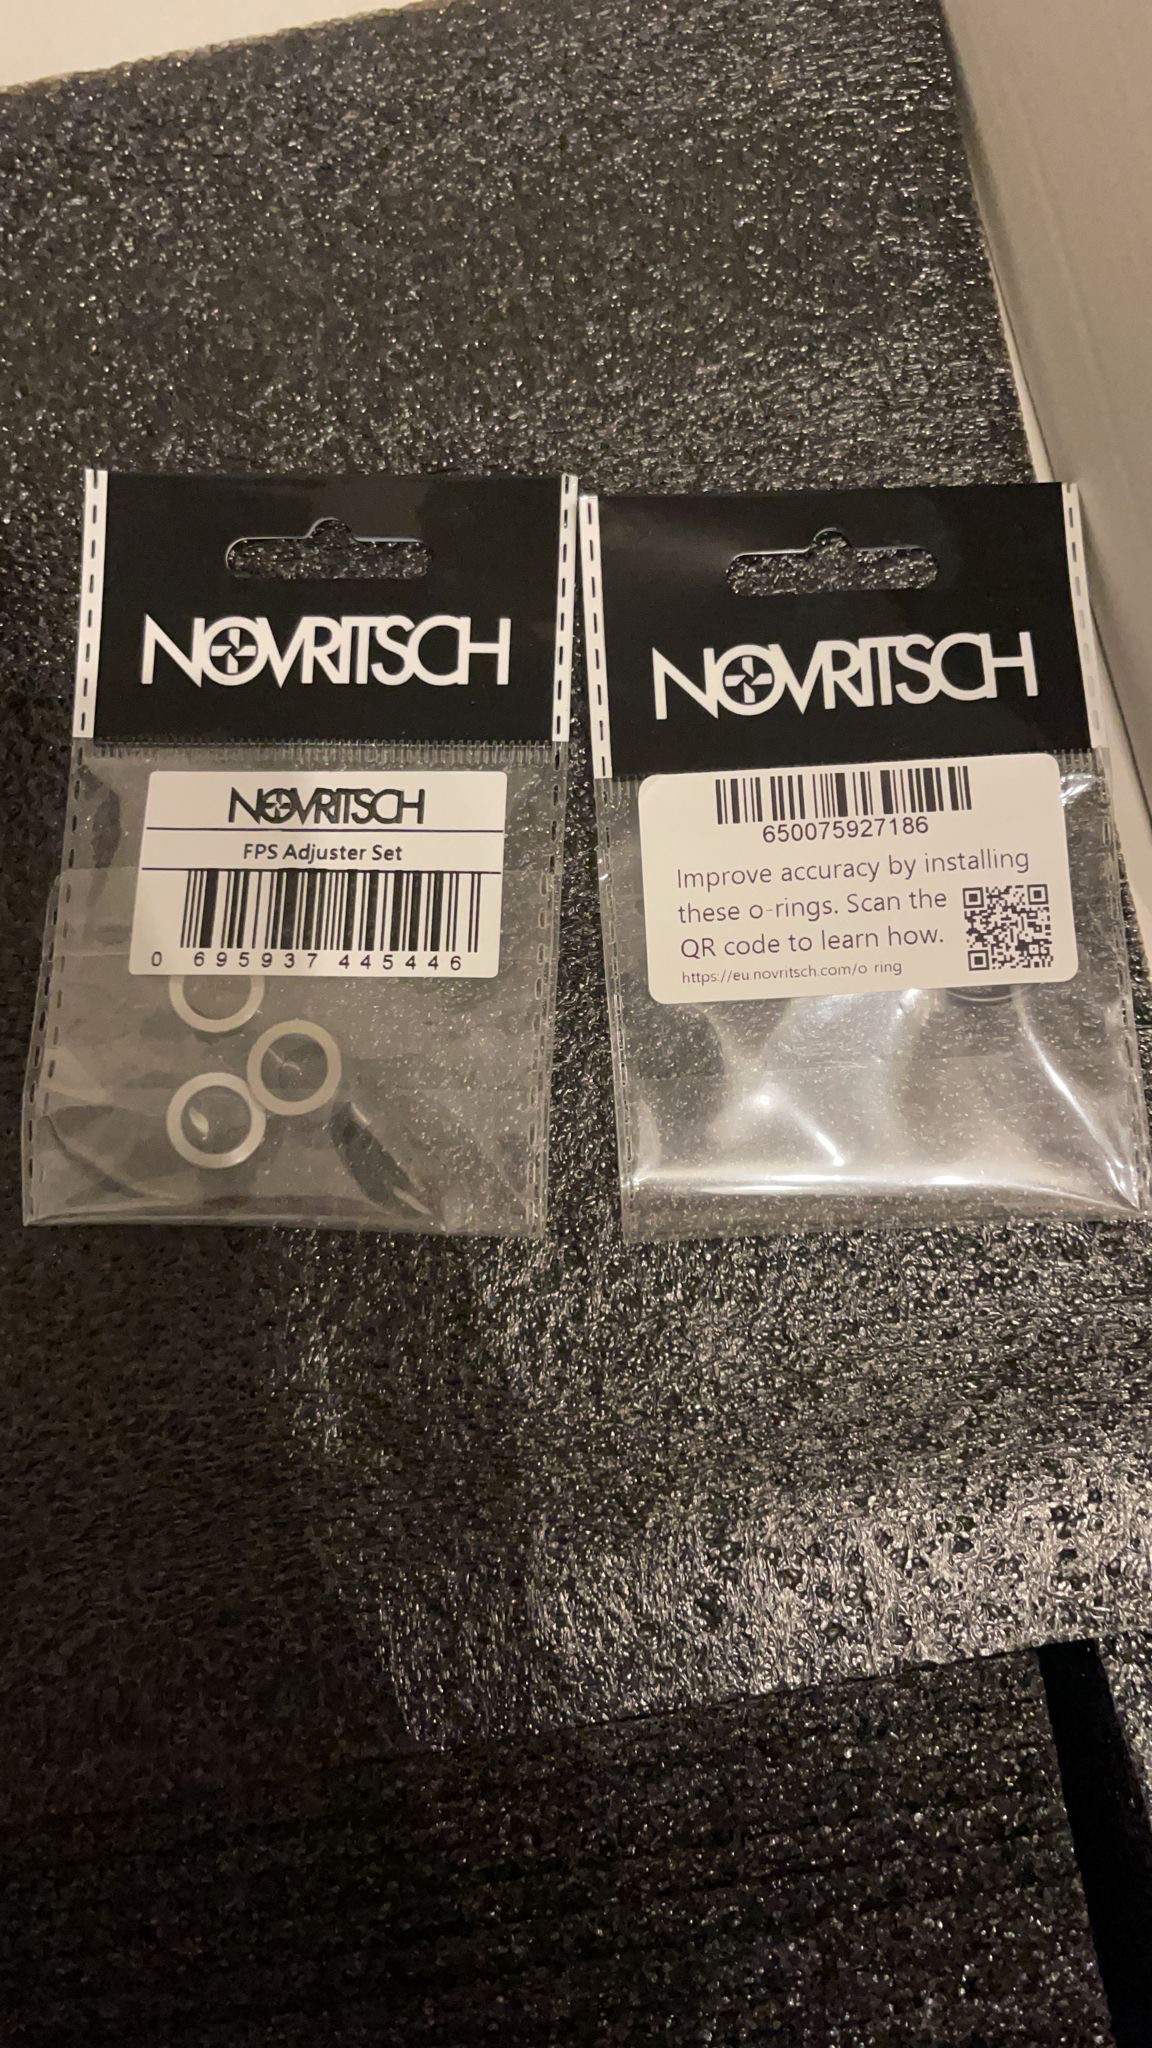 NOVRITSCH
NOVRITSCH
FPS Adjuster Set
0 695937 445446
NOVRITSCH
650075927186
Improve accuracy by installing
these o-rings. Scan the
QR code to learn how.
https://eu.novritsch.com/o ring